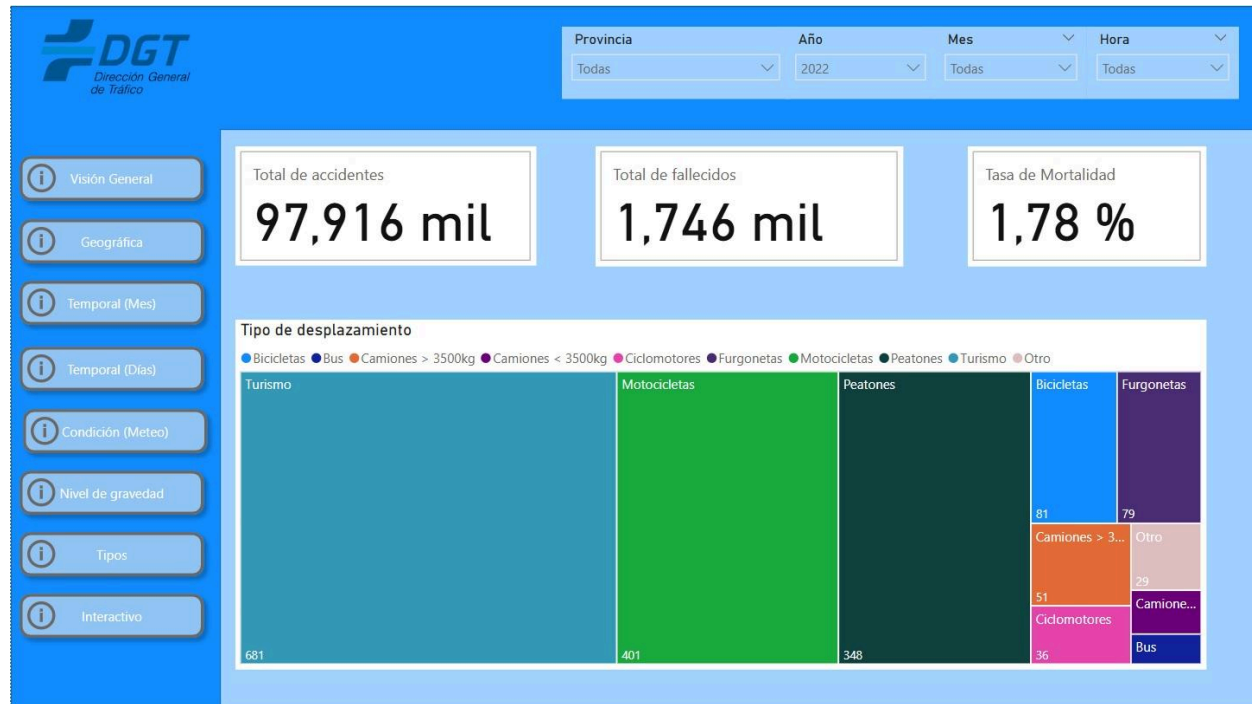 DGT
Dirección General
de Tráfico
Provincia Año Mes Hora
Todas 2022 Todas Todas
Visión General
Geográfica
Temporal (Mes)
Temporal (Días)
Condición (Meteo)
Nivel de gravedad
Tipos
Interactivo
Total de accidentes
97,916 mil
Total de fallecidos
1,746 mil
Tasa de Mortalidad
1,78 %
Tipo de desplazamiento
Bicicletas Bus Camiones > 3500kg Camiones < 3500kg Ciclomotores Furgonetas Motocicletas Peatones Turismo Otro
Turismo
681
Motocicletas
401
Peatones
348
Bicicletas
81
Furgonetas
79
Camiones > 3...
51
Otro
29
Ciclomotores
36
Camione...
Bus